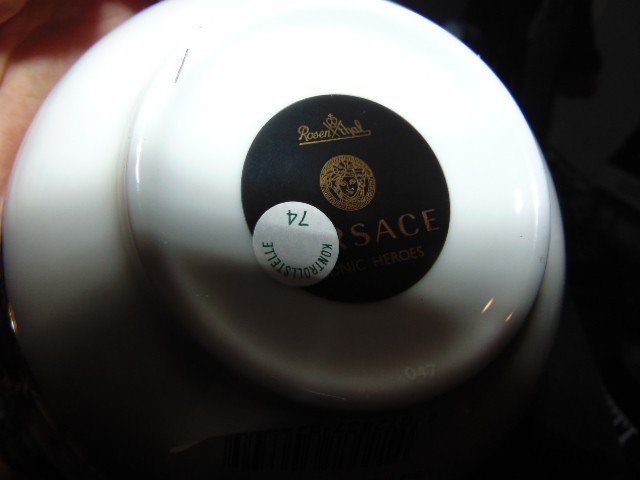 Rosenthal
RSACE
NIC HEROES
74
KONTROLLSTELLE
047